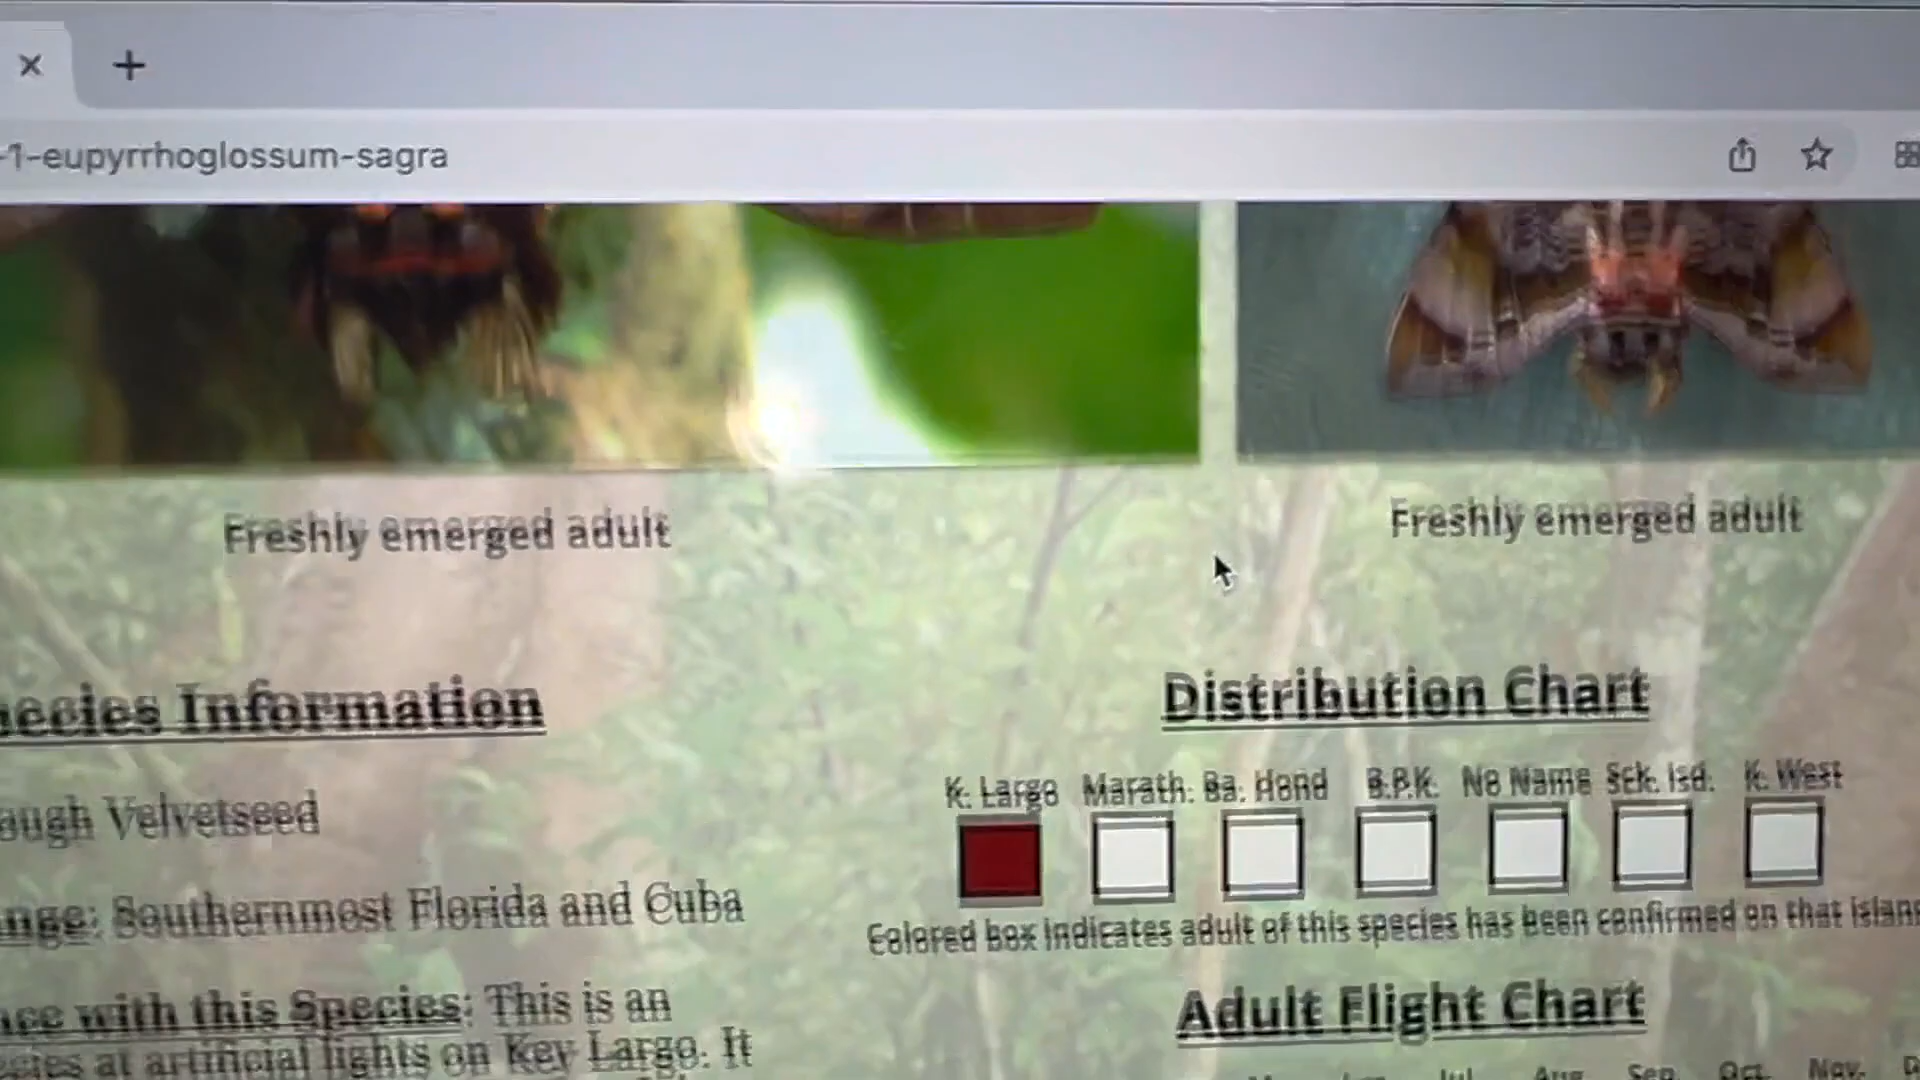 -1-eupyrrhoglossum-sagra
Freshly emerged adult
Freshly emerged adult
ecies Information
Distribution Chart
K. Largo Marath. Ba. Hond B.P.K. No Name Sck. Isd. K. West
ough Velvetseed
nge: Southernmost Florida and Cuba
Colored box indicates adult of this species has been confirmed on that islan
nce with this Species: This is an
cies at artificial lights on Key Largo. It
Adult Flight Chart
Jul Aug Sep Oct. Nov. D